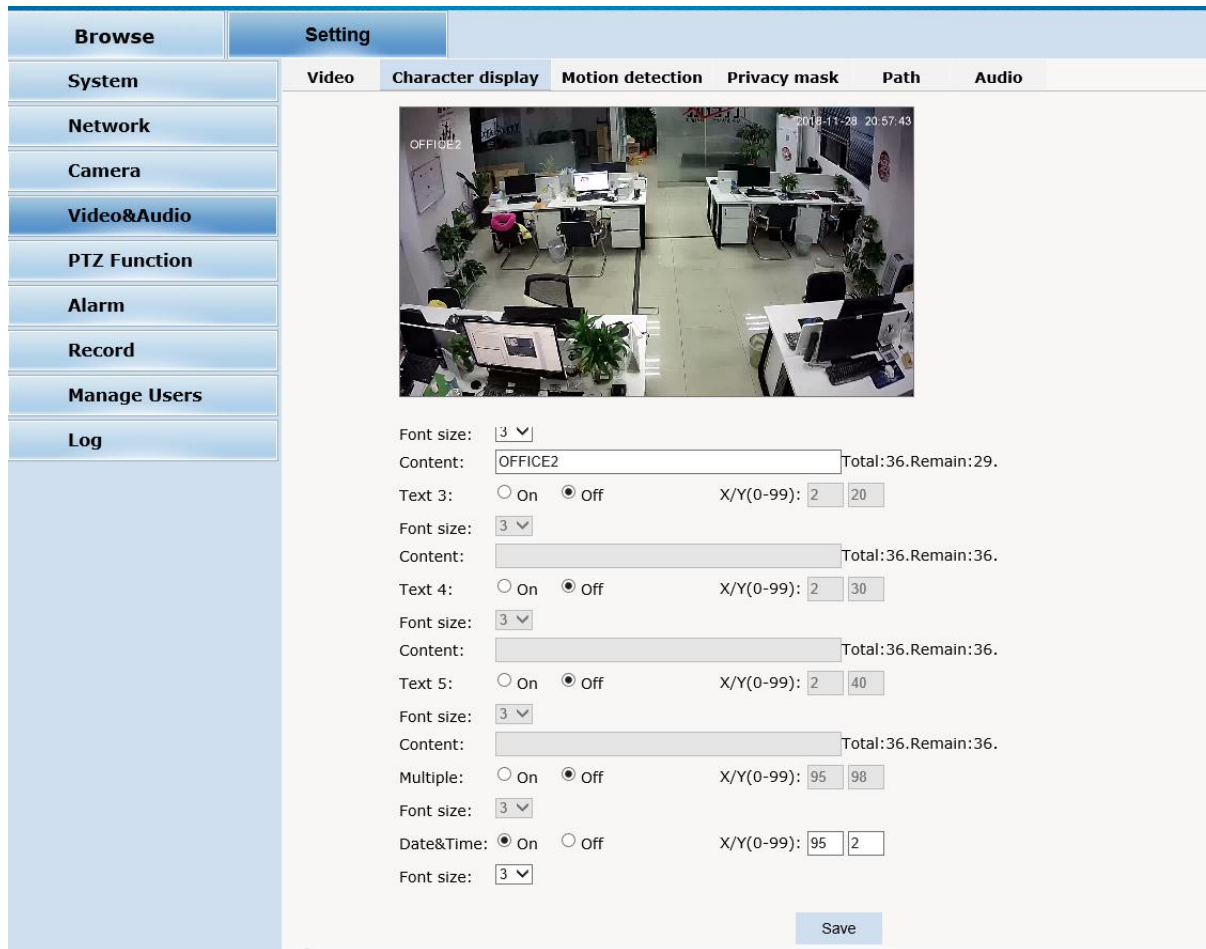 Browse Setting
System Video Character display Motion detection Privacy mask Path Audio
Network
Camera
Video&Audio
PTZ Function
Alarm
Record
Manage Users
Log
2018-11-28 20:57:43
OFFICE2
Font size: 3
Content: OFFICE2 Total:36.Remain:29.
Text 3: On Off X/Y(0-99): 2 20
Font size: 3
Content: Total:36.Remain:36.
Text 4: On Off X/Y(0-99): 2 30
Font size: 3
Content: Total:36.Remain:36.
Text 5: On Off X/Y(0-99): 2 40
Font size: 3
Content: Total:36.Remain:36.
Multiple: On Off X/Y(0-99): 95 98
Font size: 3
Date&Time: On Off X/Y(0-99): 95 2
Font size: 3
Save